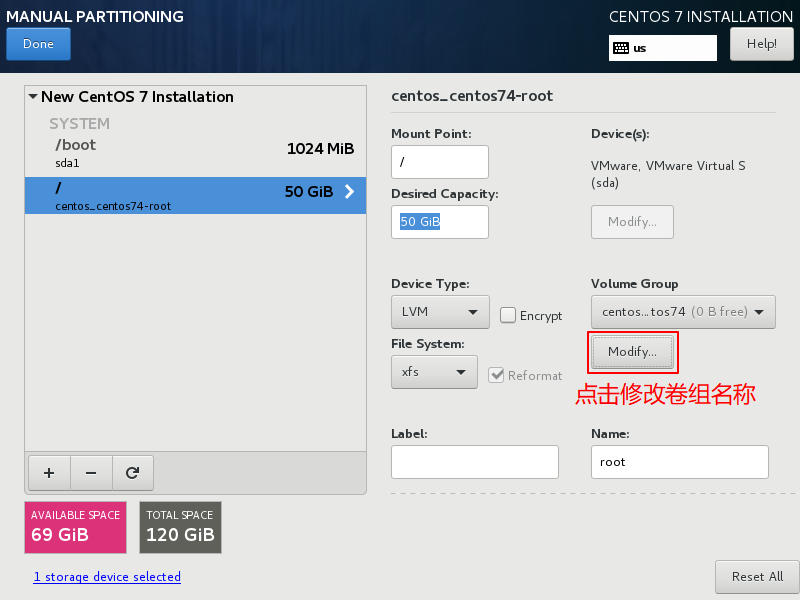 MANUAL PARTITIONING
CENTOS 7 INSTALLATION
Done
us
Help!
New CentOS 7 Installation
SYSTEM
/boot
1024 MiB
sda1
/
50 GiB
centos_centos74-root
centos_centos74-root
Mount Point:
/
Desired Capacity:
50 GiB
Device(s):
VMware, VMware Virtual S
(sda)
Modify...
Device Type:
LVM
Encrypt
Volume Group
centos...tos74 (0 B free)
Modify...
点击修改卷组名称
File System:
xfs
Reformat
Label:
Name:
root
AVAILABLE SPACE
69 GiB
TOTAL SPACE
120 GiB
1 storage device selected
Reset All